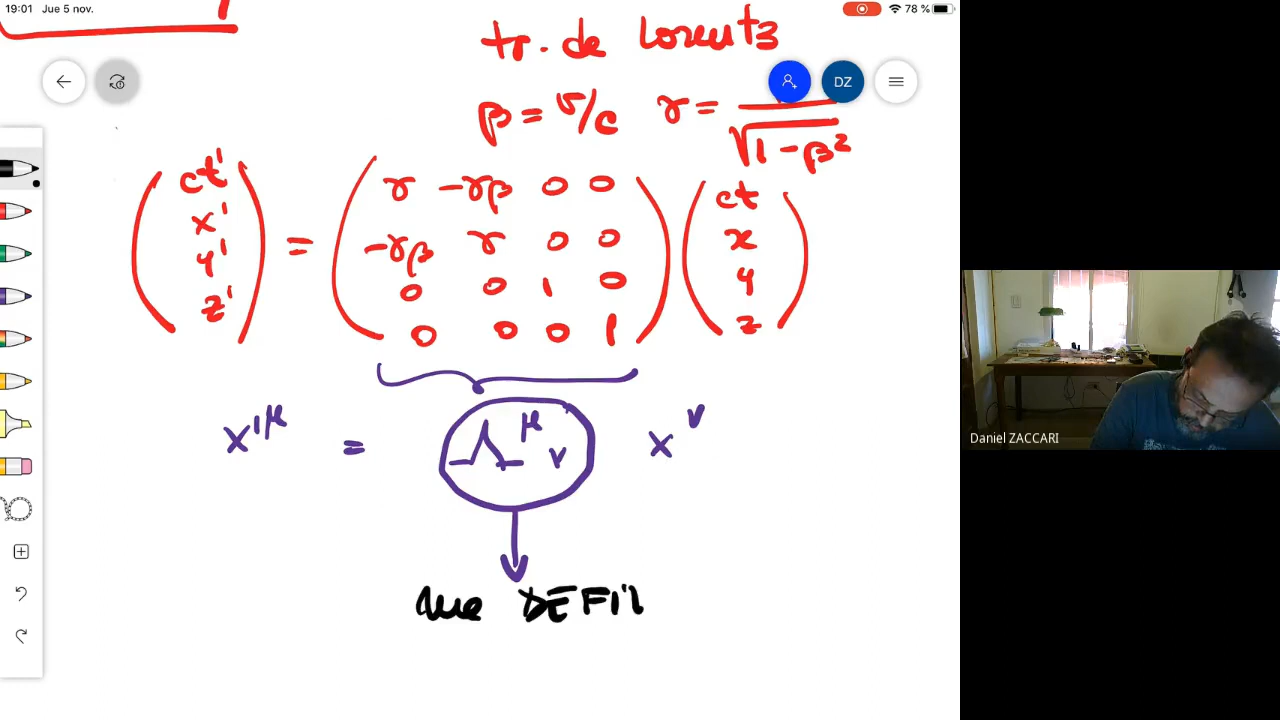 19:01 Jue 5 nov.
78 %
tr. de Lorentz
DZ
β = v/c γ = 1/√1-β²
(ct' x' y' z') = (γ -γβ 0 0
-γβ γ 0 0
0 0 1 0
0 0 0 1) (ct x y z)
x'^μ = Λ^μ_ν x^ν
que DEFIN
Daniel ZACCARI